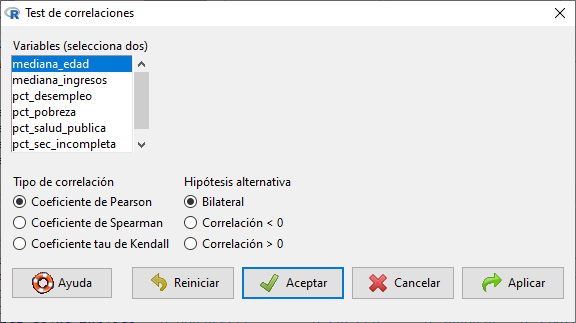 Test de correlaciones
Variables (selecciona dos)
mediana_edad
mediana_ingresos
pct_desempleo
pct_pobreza
pct_salud_publica
pct_sec_incompleta
Tipo de correlación
Coeficiente de Pearson
Coeficiente de Spearman
Coeficiente tau de Kendall
Hipótesis alternativa
Bilateral
Correlación < 0
Correlación > 0
Ayuda
Reiniciar
Aceptar
Cancelar
Aplicar